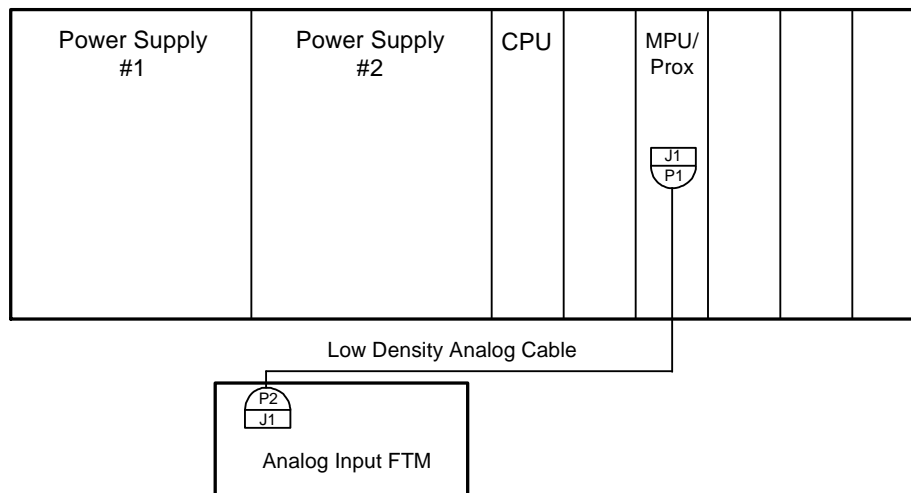 Power Supply
#1
Power Supply
#2
CPU
MPU/
Prox
J1
P1
Low Density Analog Cable
P2
J1
Analog Input FTM